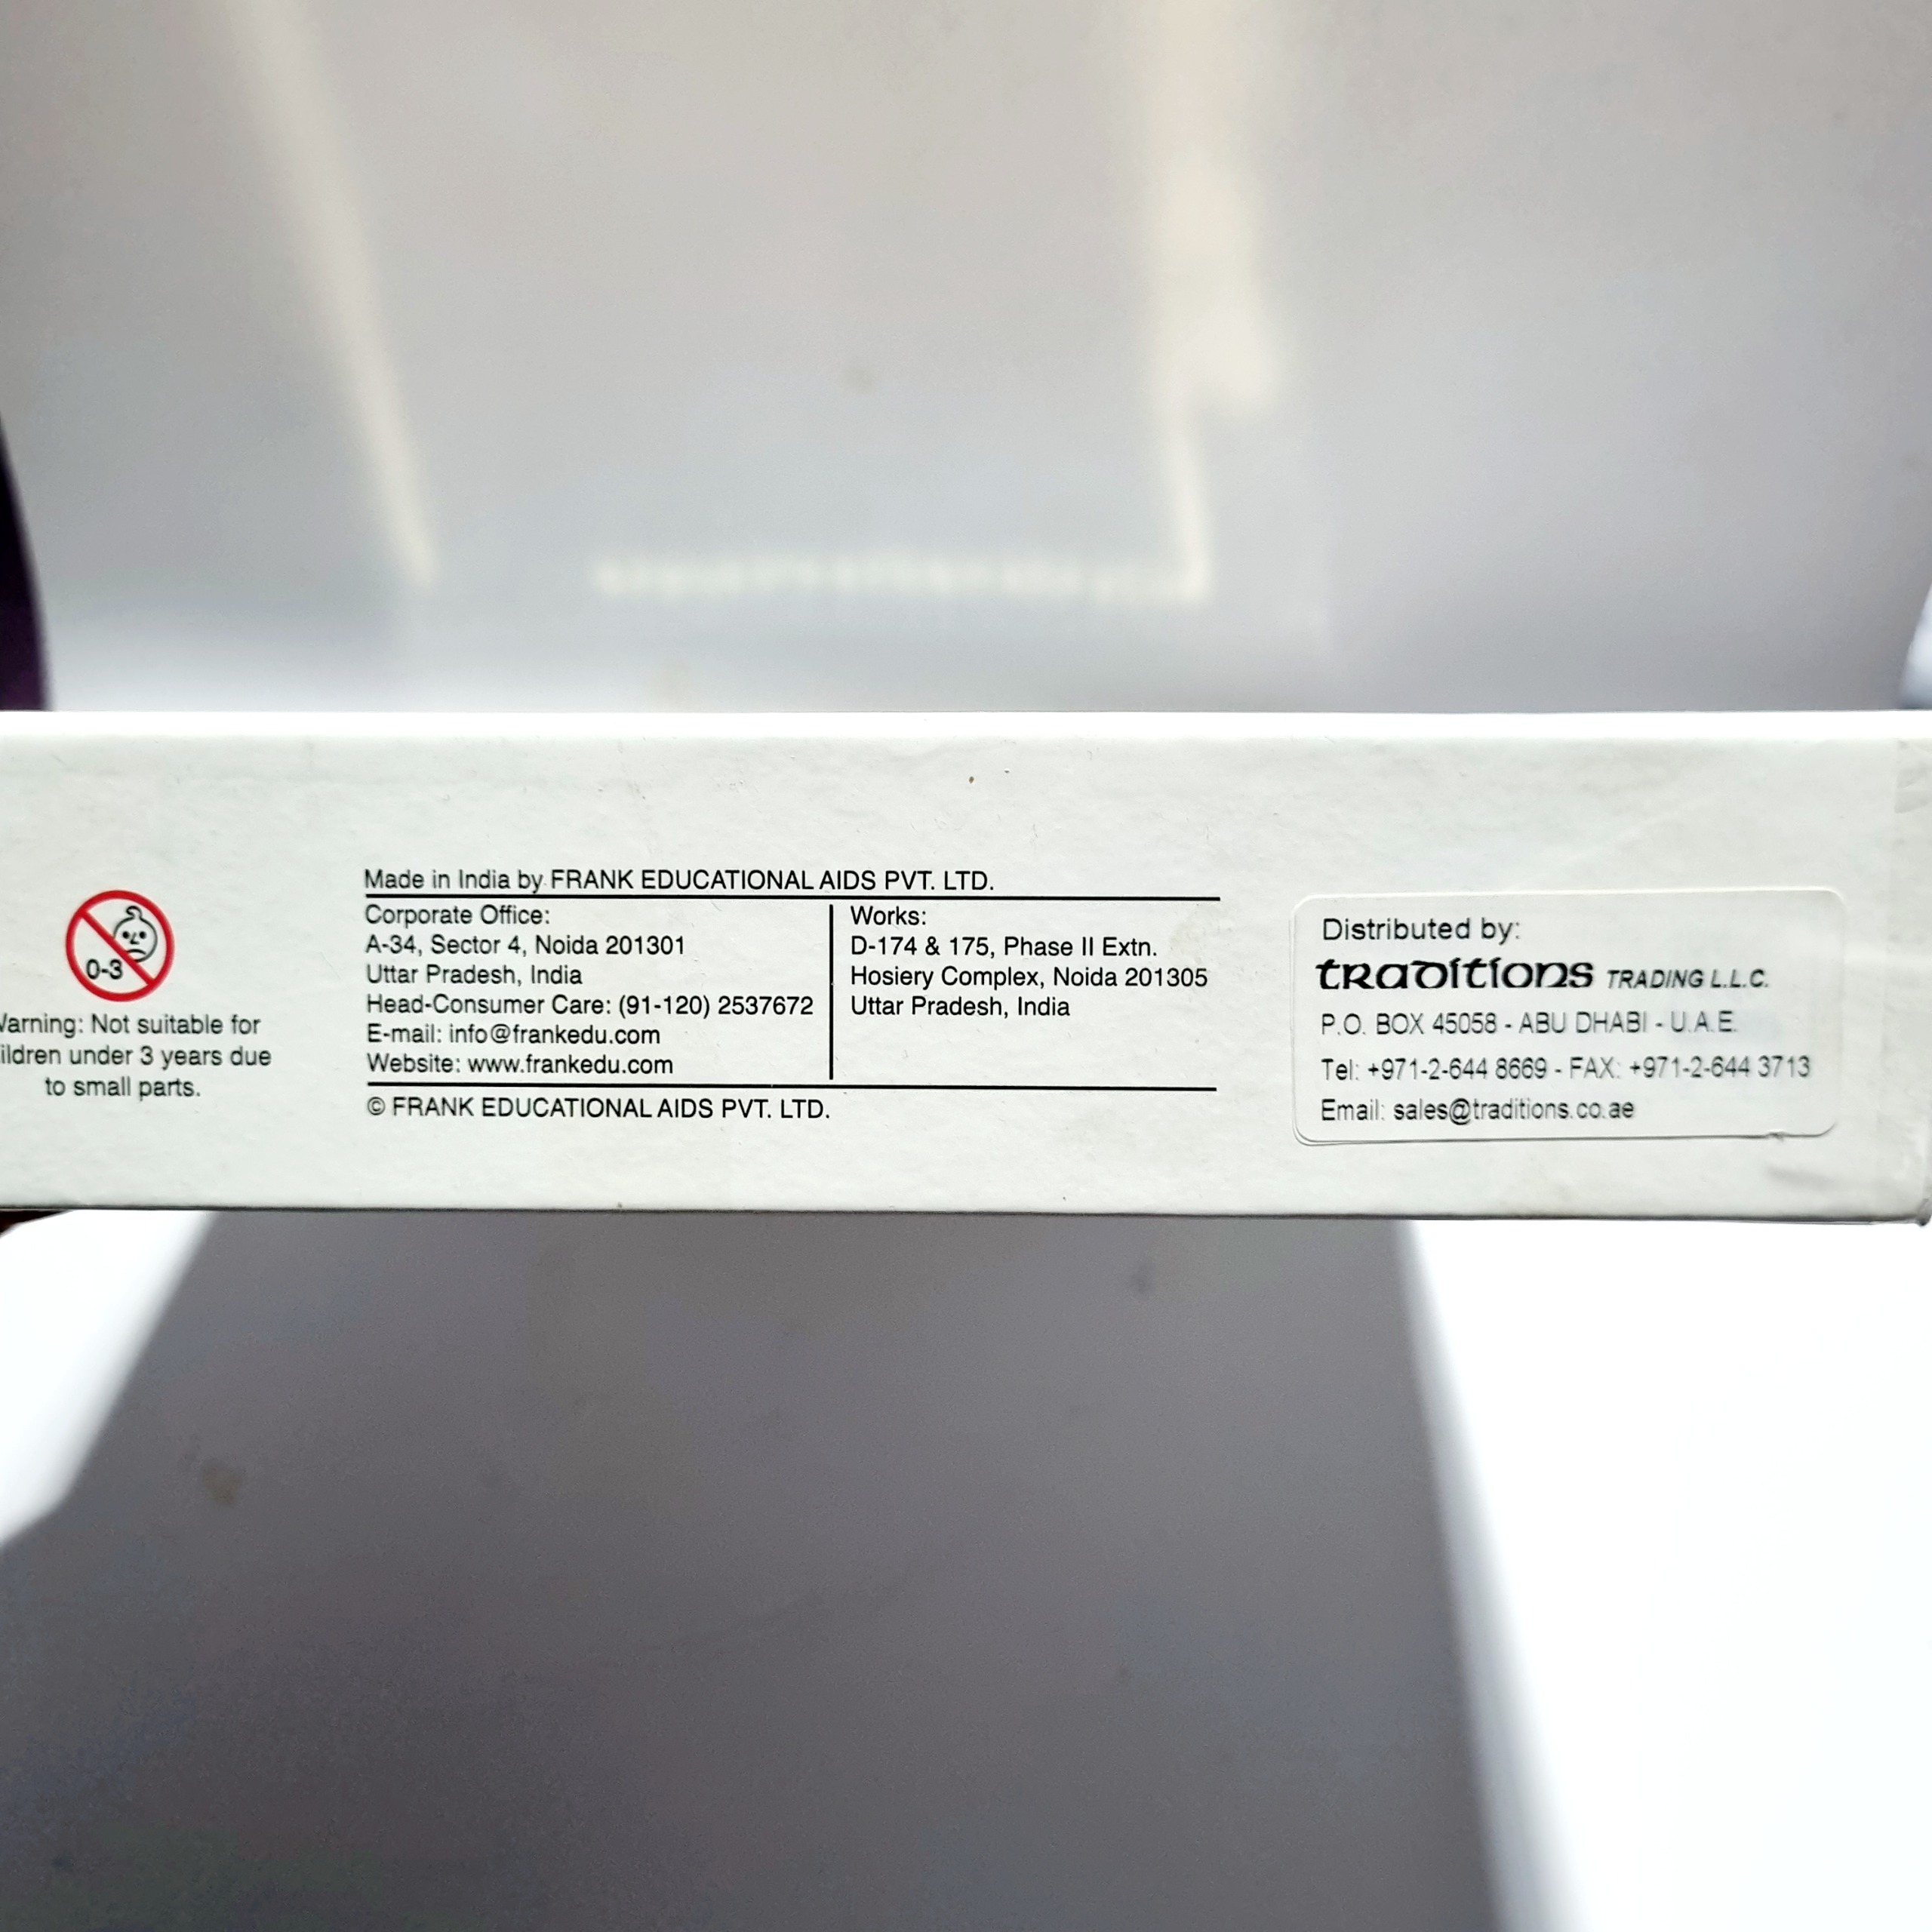 0-3
Warning: Not suitable for
children under 3 years due
to small parts.
Made in India by FRANK EDUCATIONAL AIDS PVT. LTD.
Corporate Office:
A-34, Sector 4, Noida 201301
Uttar Pradesh, India
Head-Consumer Care: (91-120) 2537672
E-mail: info@frankedu.com
Website: www.frankedu.com
Works:
D-174 & 175, Phase II Extn.
Hosiery Complex, Noida 201305
Uttar Pradesh, India
© FRANK EDUCATIONAL AIDS PVT. LTD.
Distributed by:
traditions TRADING L.L.C.
P.O. BOX 45058 - ABU DHABI - U.A.E.
Tel: +971-2-644 8669 - FAX: +971-2-644 3713
Email: sales@traditions.co.ae